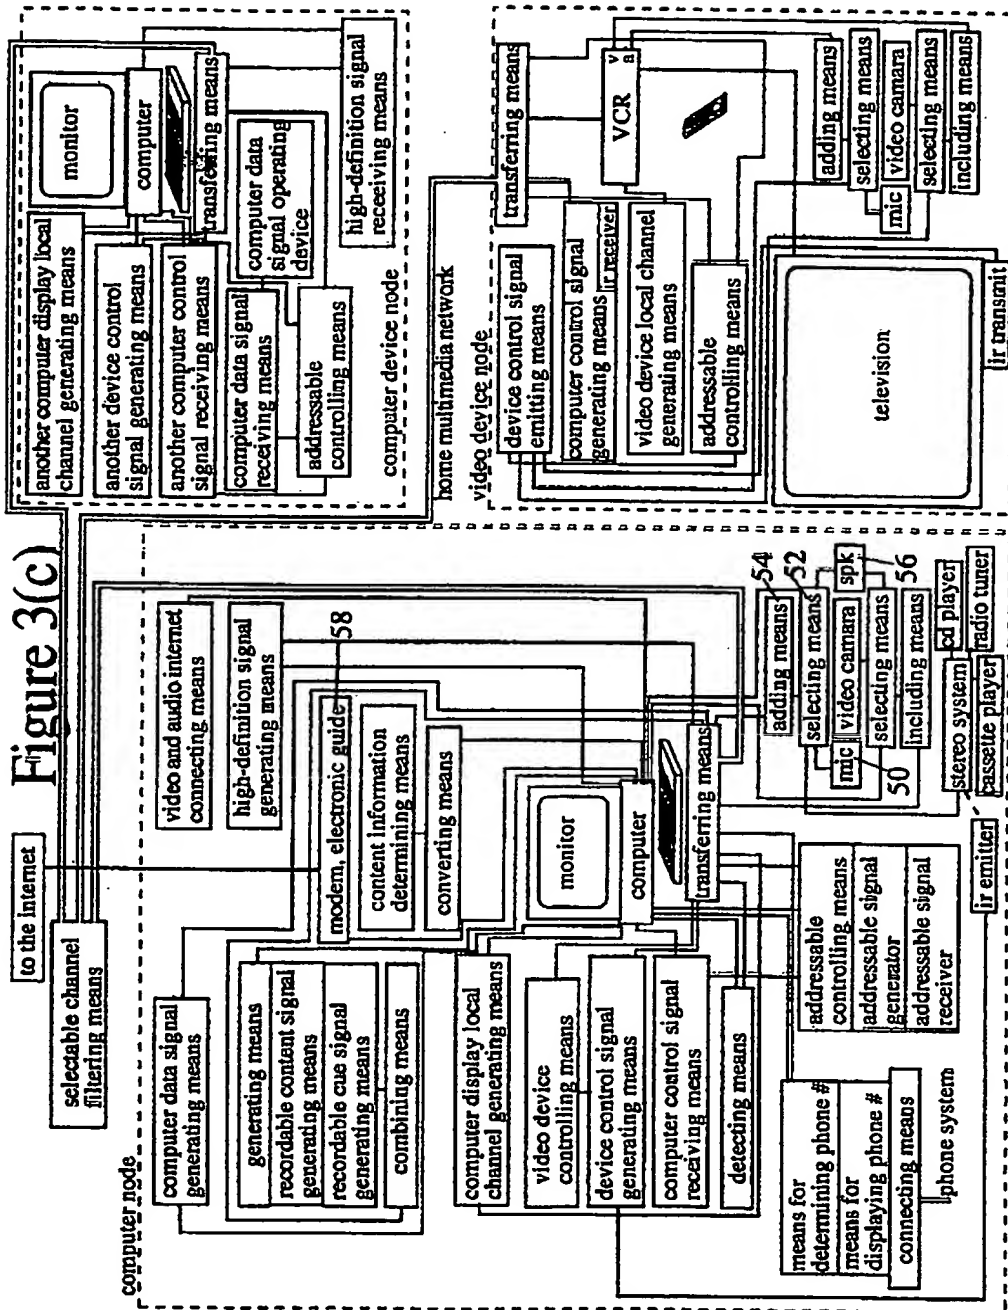 Figure 3(c)
to the internet
selectable channel
filtering means
computer node
video and audio internet
connecting means
high-definition signal
generating means
58
modem, electronic guide
content information
determining means
converting means
computer data signal
generating means
generating means
recordable content signal
generating means
recordable cue signal
generating means
combining means
computer display local
channel generating means
video device
controlling means
device control signal
generating means
computer control signal
receiving means
detecting means
monitor
computer
transferring means
means for
determining phone #
means for
displaying phone #
connecting means
phone system
addressable
controlling means
addressable signal
generator
addressable signal
receiver
ir emitter
adding means
54
selecting means
52
mic
50
video camara
spk
56
selecting means
including means
stereo system
cd player
radio tuner
cassette player
another computer display local
channel generating means
another device control
signal generating means
another computer control
signal receiving means
computer data signal
receiving means
addressable
controlling means
monitor
computer
transfering means
computer data
signal operating
device
high-definition signal
receiving means
computer device node
home multimedia network
video device node
transferring means
device control signal
emitting means
computer control signal
generating means
ir receiver
video device local channel
generating means
addressable
controlling means
VCR
v
a
television
ir transmit
adding means
selecting means
mic
video camara
selecting means
including means